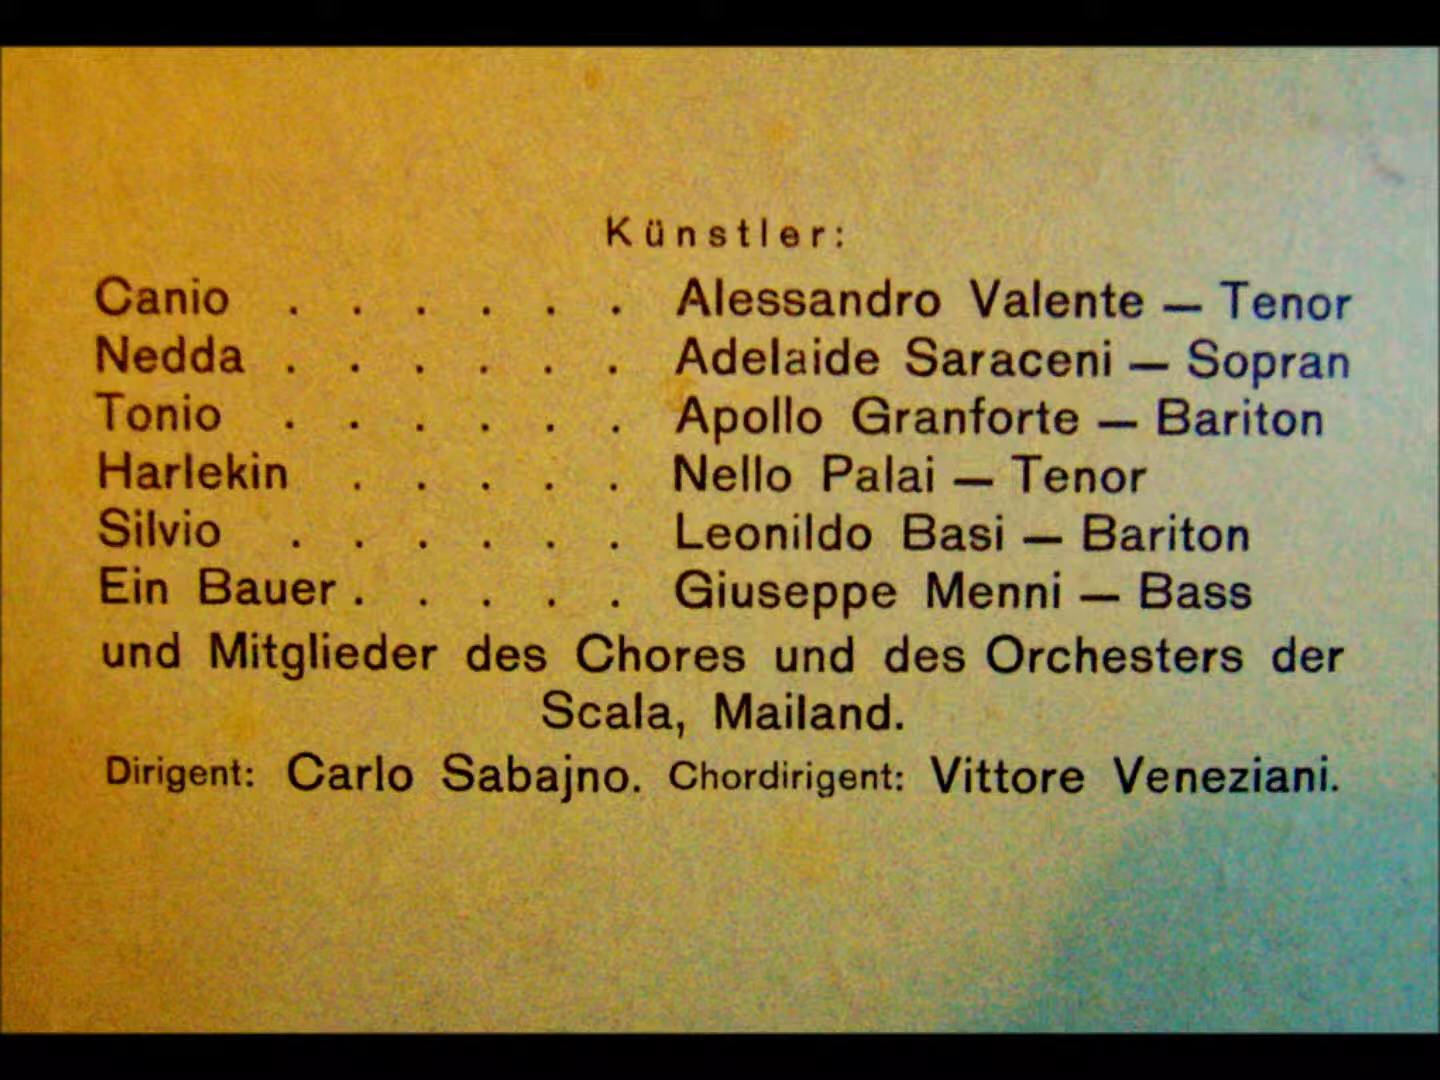 Künstler:
Canio . . . . . . Alessandro Valente — Tenor
Nedda . . . . . . Adelaide Saraceni — Sopran
Tonio . . . . . . Apollo Granforte — Bariton
Harlekin . . . . . Nello Palai — Tenor
Silvio . . . . . . Leonildo Basi — Bariton
Ein Bauer . . . . . Giuseppe Menni — Bass
und Mitglieder des Chores und des Orchesters der
Scala, Mailand.
Dirigent: Carlo Sabajno. Chordirigent: Vittore Veneziani.